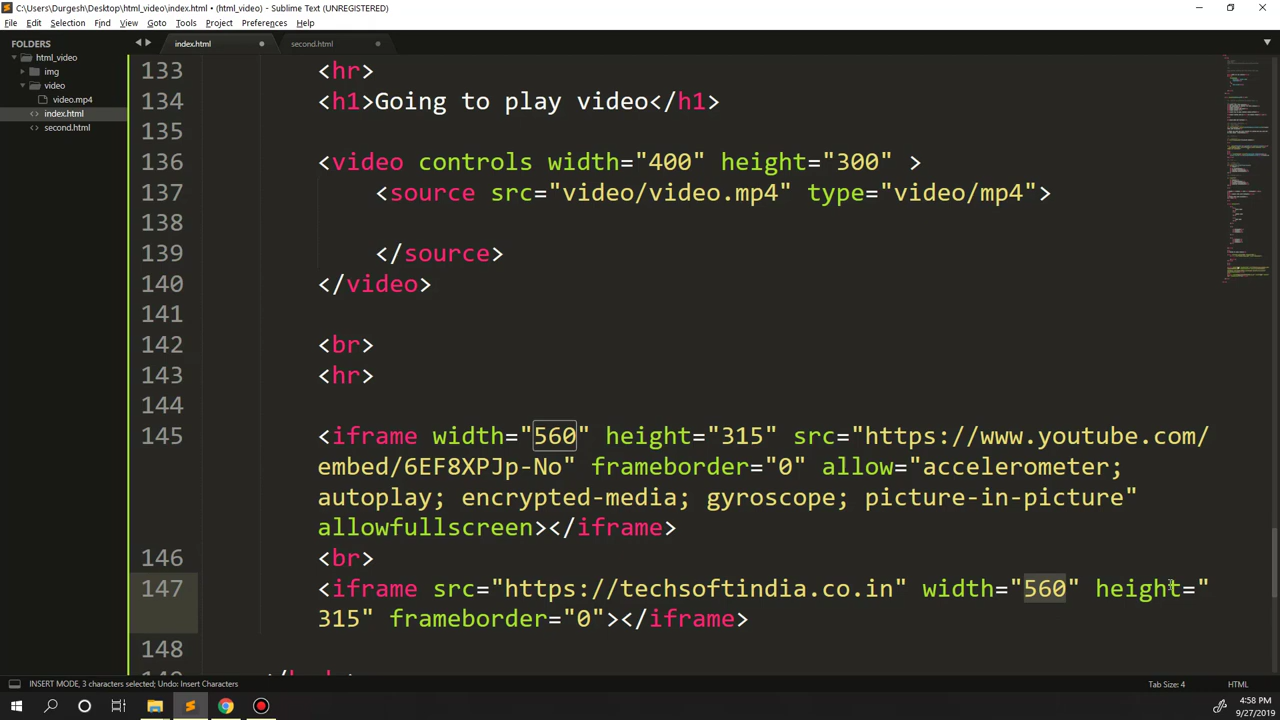 C:\Users\Durgesh\Desktop\html_video\index.html • (html_video) - Sublime Text (UNREGISTERED)
File Edit Selection Find View Goto Tools Project Preferences Help
FOLDERS
html_video
img
video
video.mp4
index.html
second.html
index.html second.html
133 <hr>
134 <h1>Going to play video</h1>
135
136 <video controls width="400" height="300" >
137 <source src="video/video.mp4" type="video/mp4">
138
139 </source>
140 </video>
141
142 <br>
143 <hr>
144
145 <iframe width="560" height="315" src="https://www.youtube.com/
embed/6EF8XPJp-No" frameborder="0" allow="accelerometer;
autoplay; encrypted-media; gyroscope; picture-in-picture"
allowfullscreen></iframe>
146 <br>
147 <iframe src="https://techsoftindia.co.in" width="560" height="
315" frameborder="0"></iframe>
148
INSERT MODE, 3 characters selected; Undo: Insert Characters Tab Size: 4 HTML
4:58 PM
9/27/2019